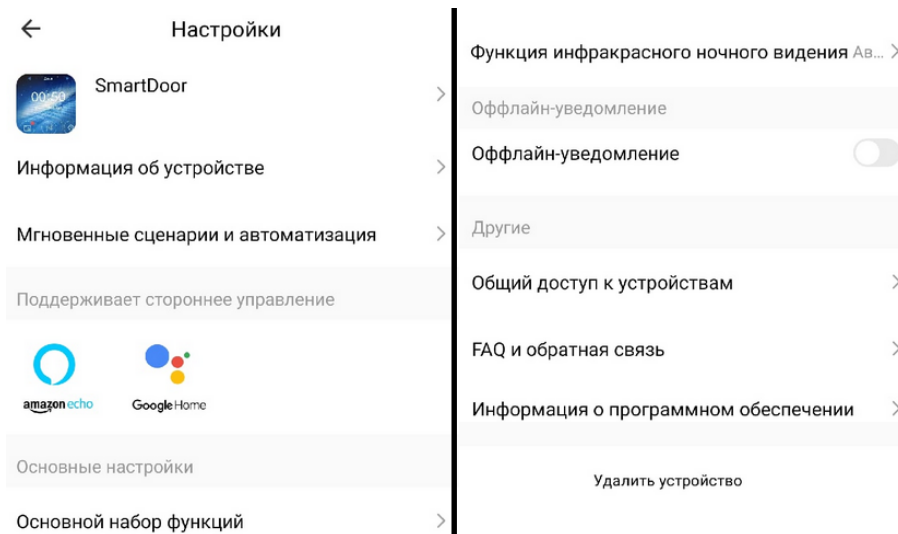 Настройки
SmartDoor
Информация об устройстве
Мгновенные сценарии и автоматизация
Поддерживает стороннее управление
amazon echo
Google Home
Основные настройки
Основной набор функций
Функция инфракрасного ночного видения Ав...
Оффлайн-уведомление
Оффлайн-уведомление
Другие
Общий доступ к устройствам
FAQ и обратная связь
Информация о программном обеспечении
Удалить устройство